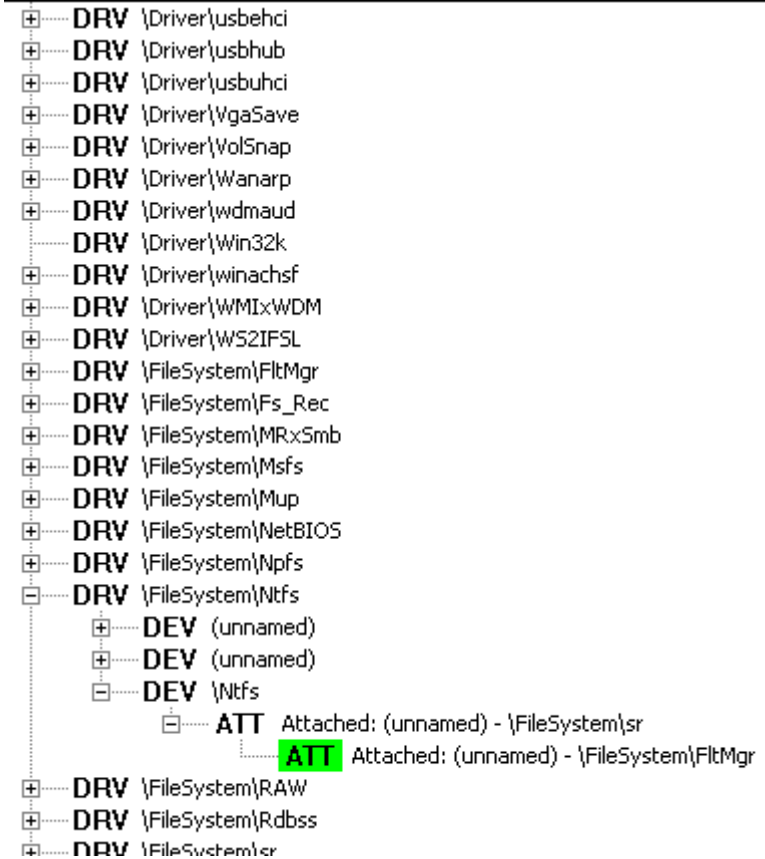 DRV \Driver\usbehci
DRV \Driver\usbhub
DRV \Driver\usbuhci
DRV \Driver\VgaSave
DRV \Driver\VolSnap
DRV \Driver\Wanarp
DRV \Driver\wdmaud
DRV \Driver\Win32k
DRV \Driver\winachsf
DRV \Driver\WMIxWDM
DRV \Driver\WS2IFSL
DRV \FileSystem\FltMgr
DRV \FileSystem\Fs_Rec
DRV \FileSystem\MRxSmb
DRV \FileSystem\Msfs
DRV \FileSystem\Mup
DRV \FileSystem\NetBIOS
DRV \FileSystem\Npfs
DRV \FileSystem\Ntfs
DEV (unnamed)
DEV (unnamed)
DEV \Ntfs
ATT Attached: (unnamed) - \FileSystem\sr
ATT Attached: (unnamed) - \FileSystem\FltMgr
DRV \FileSystem\RAW
DRV \FileSystem\Rdbss
DRV \FileSystem\sr